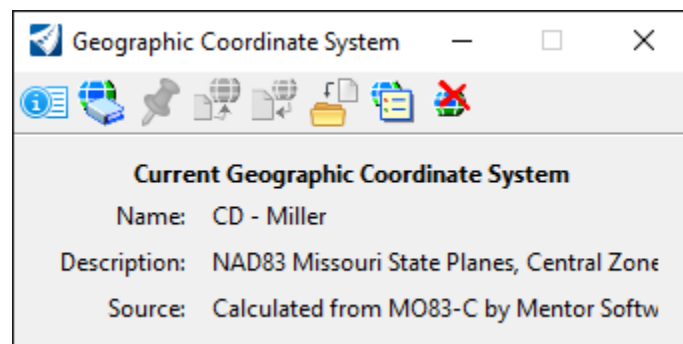 Geographic Coordinate System
Current Geographic Coordinate System
Name: CD - Miller
Description: NAD83 Missouri State Planes, Central Zone
Source: Calculated from MO83-C by Mentor Softw